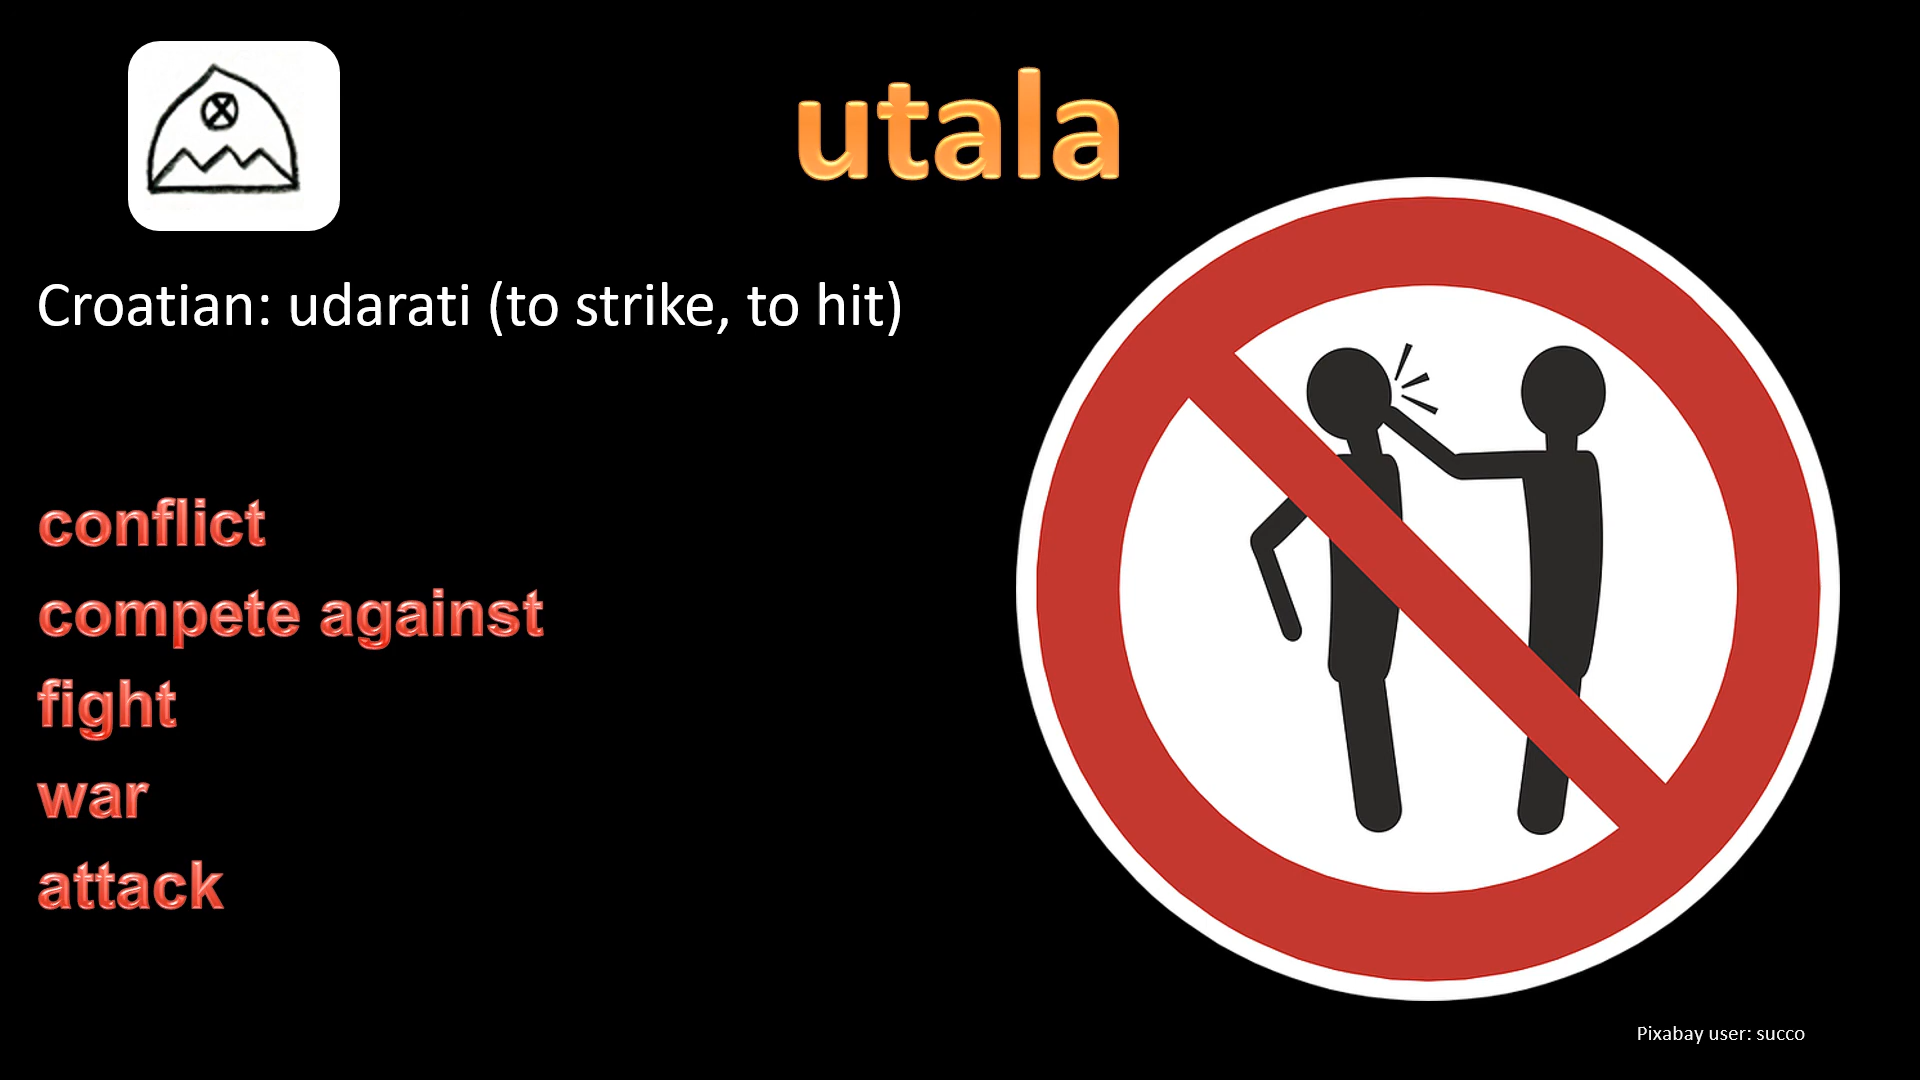 utala
Croatian: udarati (to strike, to hit)
conflict
compete against
fight
war
attack
Pixabay user: succo